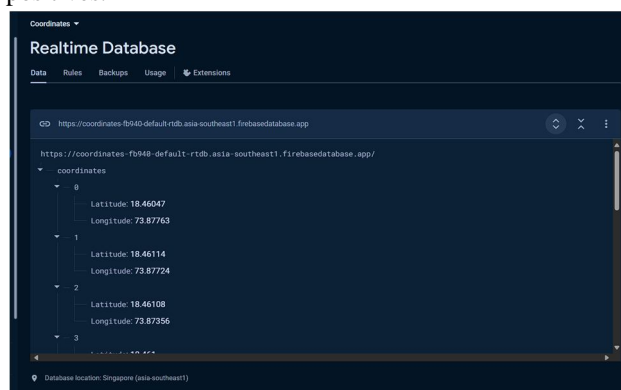 Coordinates
Realtime Database
Data Rules Backups Usage Extensions
https://coordinates-fb940-default-rtdb.asia-southeast1.firebasedatabase.app
https://coordinates-fb940-default-rtdb.asia-southeast1.firebasedatabase.app/
coordinates
0
Latitude: 18.46047
Longitude: 73.87763
1
Latitude: 18.46114
Longitude: 73.87724
2
Latitude: 18.46108
Longitude: 73.87356
3
Database location: Singapore (asia-southeast1)